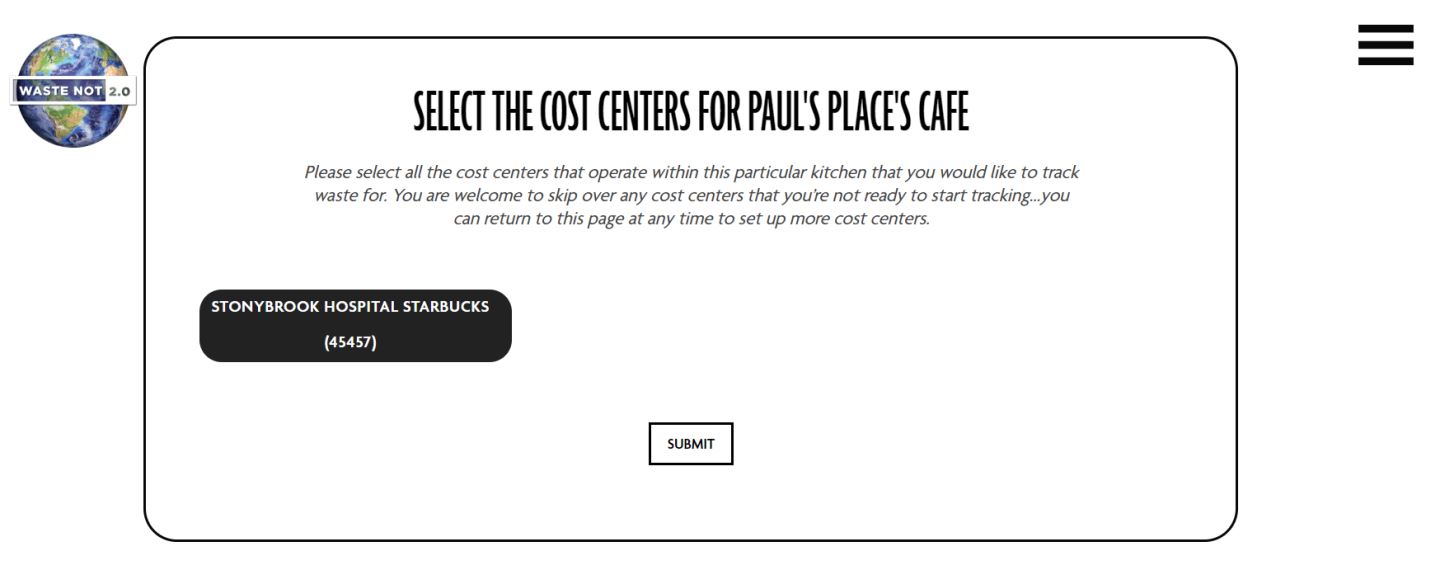 WASTE NOT 2.0
SELECT THE COST CENTERS FOR PAUL'S PLACE'S CAFE
Please select all the cost centers that operate within this particular kitchen that you would like to track
waste for. You are welcome to skip over any cost centers that you're not ready to start tracking...you
can return to this page at any time to set up more cost centers.
STONYBROOK HOSPITAL STARBUCKS
(45457)
SUBMIT